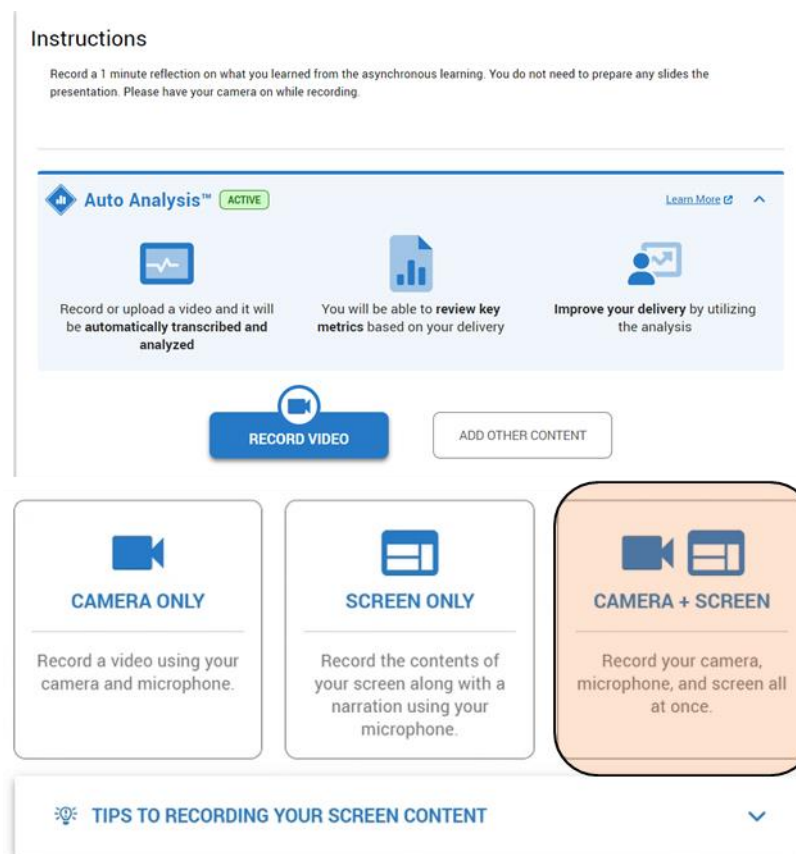 Instructions
Record a 1 minute reflection on what you learned from the asynchronous learning. You do not need to prepare any slides the
presentation. Please have your camera on while recording.
Auto Analysis™ ACTIVE Learn More
Record or upload a video and it will
be automatically transcribed and
analyzed
You will be able to review key
metrics based on your delivery
Improve your delivery by utilizing
the analysis
RECORD VIDEO ADD OTHER CONTENT
CAMERA ONLY
Record a video using your
camera and microphone.
SCREEN ONLY
Record the contents of
your screen along with a
narration using your
microphone.
CAMERA + SCREEN
Record your camera,
microphone, and screen all
at once.
TIPS TO RECORDING YOUR SCREEN CONTENT